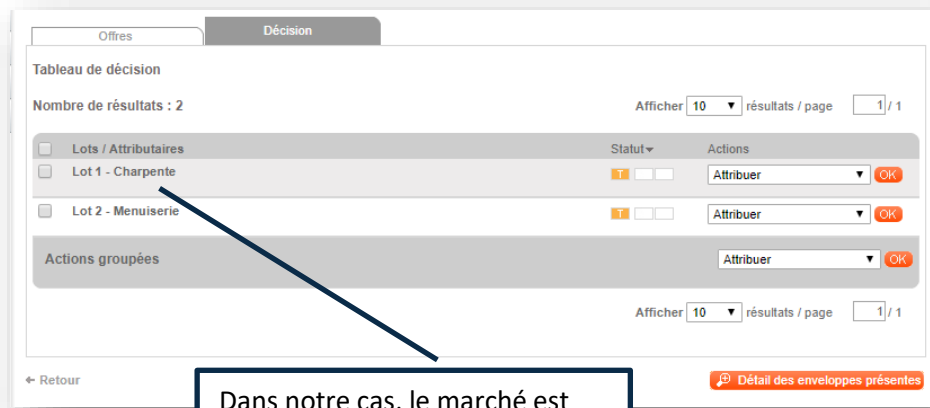 Offres Décision
Tableau de décision
Nombre de résultats : 2 Afficher 10 résultats / page 1 / 1
Lots / Attributaires Statut Actions
Lot 1 - Charpente T Attribuer OK
Lot 2 - Menuiserie T Attribuer OK
Actions groupées Attribuer OK
Afficher 10 résultats / page 1 / 1
Retour Détail des enveloppes présentes
Dans notre cas, le marché est